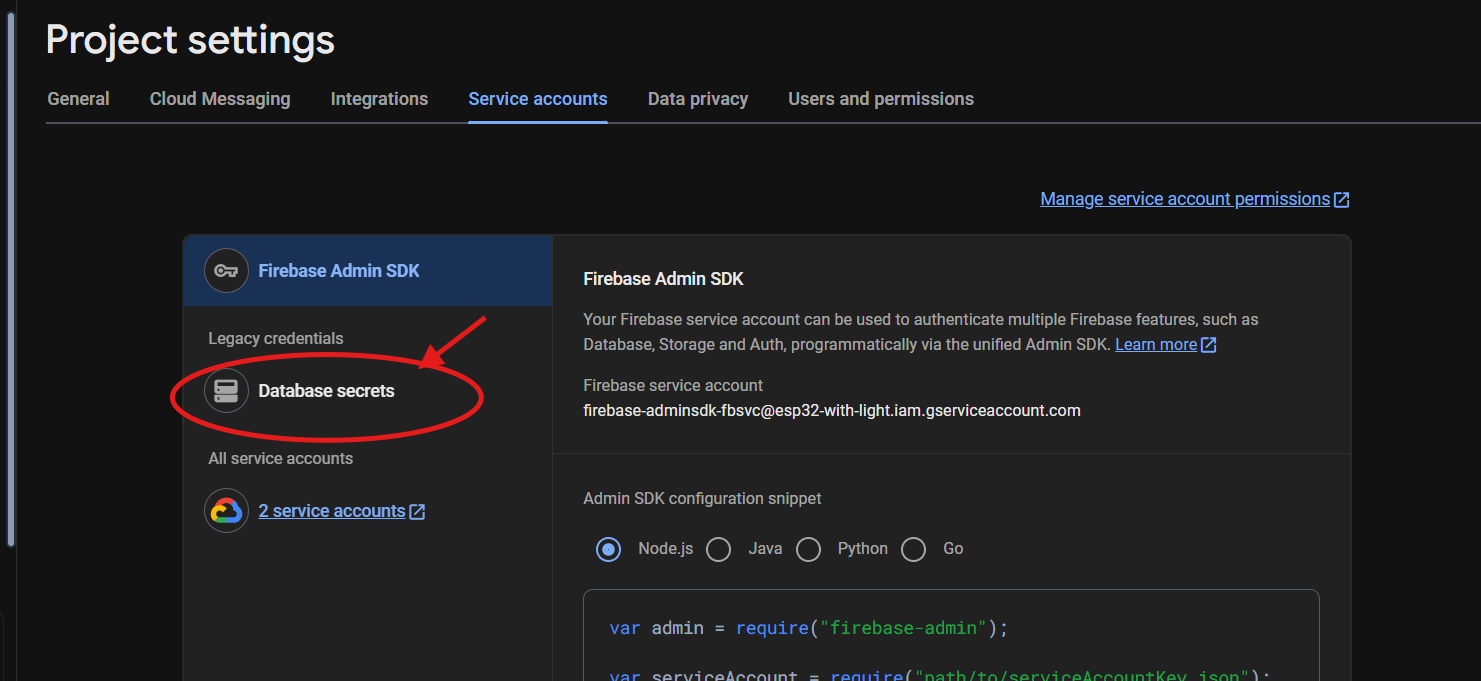 Project settings
General Cloud Messaging Integrations Service accounts Data privacy Users and permissions
Manage service account permissions
Firebase Admin SDK
Legacy credentials
Database secrets
All service accounts
2 service accounts
Firebase Admin SDK
Your Firebase service account can be used to authenticate multiple Firebase features, such as
Database, Storage and Auth, programmatically via the unified Admin SDK. Learn more
Firebase service account
firebase-adminsdk-fbsvc@esp32-with-light.iam.gserviceaccount.com
Admin SDK configuration snippet
Node.js Java Python Go
var admin = require("firebase-admin");
var serviceAccount = require("path/to/serviceAccountKey.json");